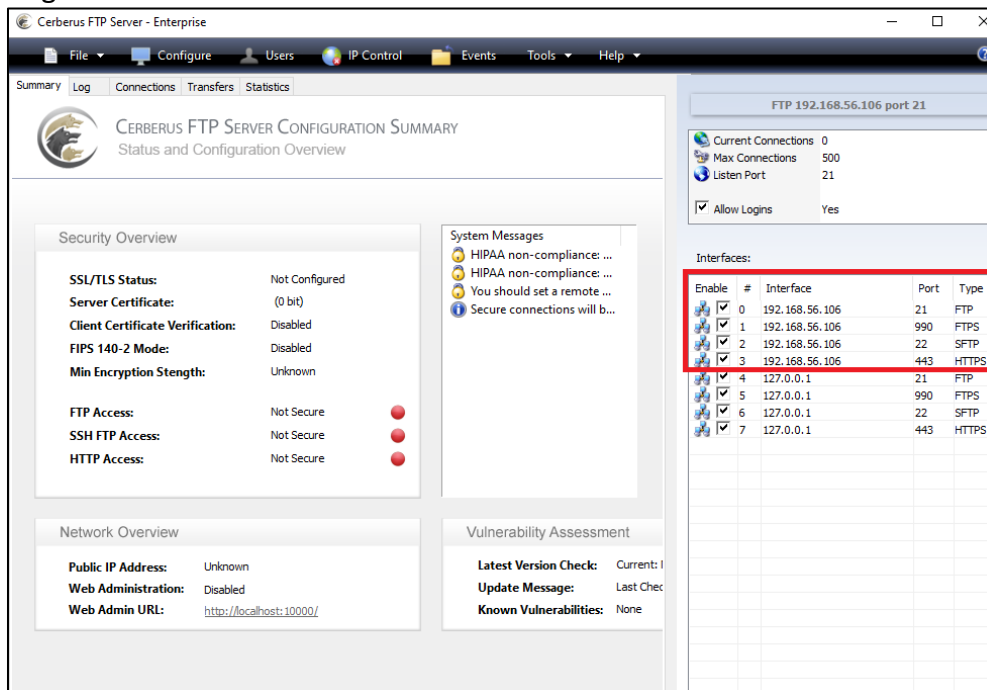 Cerberus FTP Server - Enterprise
File Configure Users IP Control Events Tools Help
Summary Log Connections Transfers Statistics
CERBERUS FTP SERVER CONFIGURATION SUMMARY
Status and Configuration Overview
Security Overview
SSL/TLS Status: Not Configured
Server Certificate: (0 bit)
Client Certificate Verification: Disabled
FIPS 140-2 Mode: Disabled
Min Encryption Stength: Unknown
FTP Access: Not Secure
SSH FTP Access: Not Secure
HTTP Access: Not Secure
System Messages
HIPAA non-compliance: ...
HIPAA non-compliance: ...
You should set a remote ...
Secure connections will b...
Network Overview
Public IP Address: Unknown
Web Administration: Disabled
Web Admin URL: http://localhost:10000/
Vulnerability Assessment
Latest Version Check: Current:
Update Message: Last Chec
Known Vulnerabilities: None
FTP 192.168.56.106 port 21
Current Connections 0
Max Connections 500
Listen Port 21
Allow Logins Yes
Interfaces:
Enable # Interface Port Type
0 192.168.56.106 21 FTP
1 192.168.56.106 990 FTPS
2 192.168.56.106 22 SFTP
3 192.168.56.106 443 HTTPS
4 127.0.0.1 21 FTP
5 127.0.0.1 990 FTPS
6 127.0.0.1 22 SFTP
7 127.0.0.1 443 HTTPS